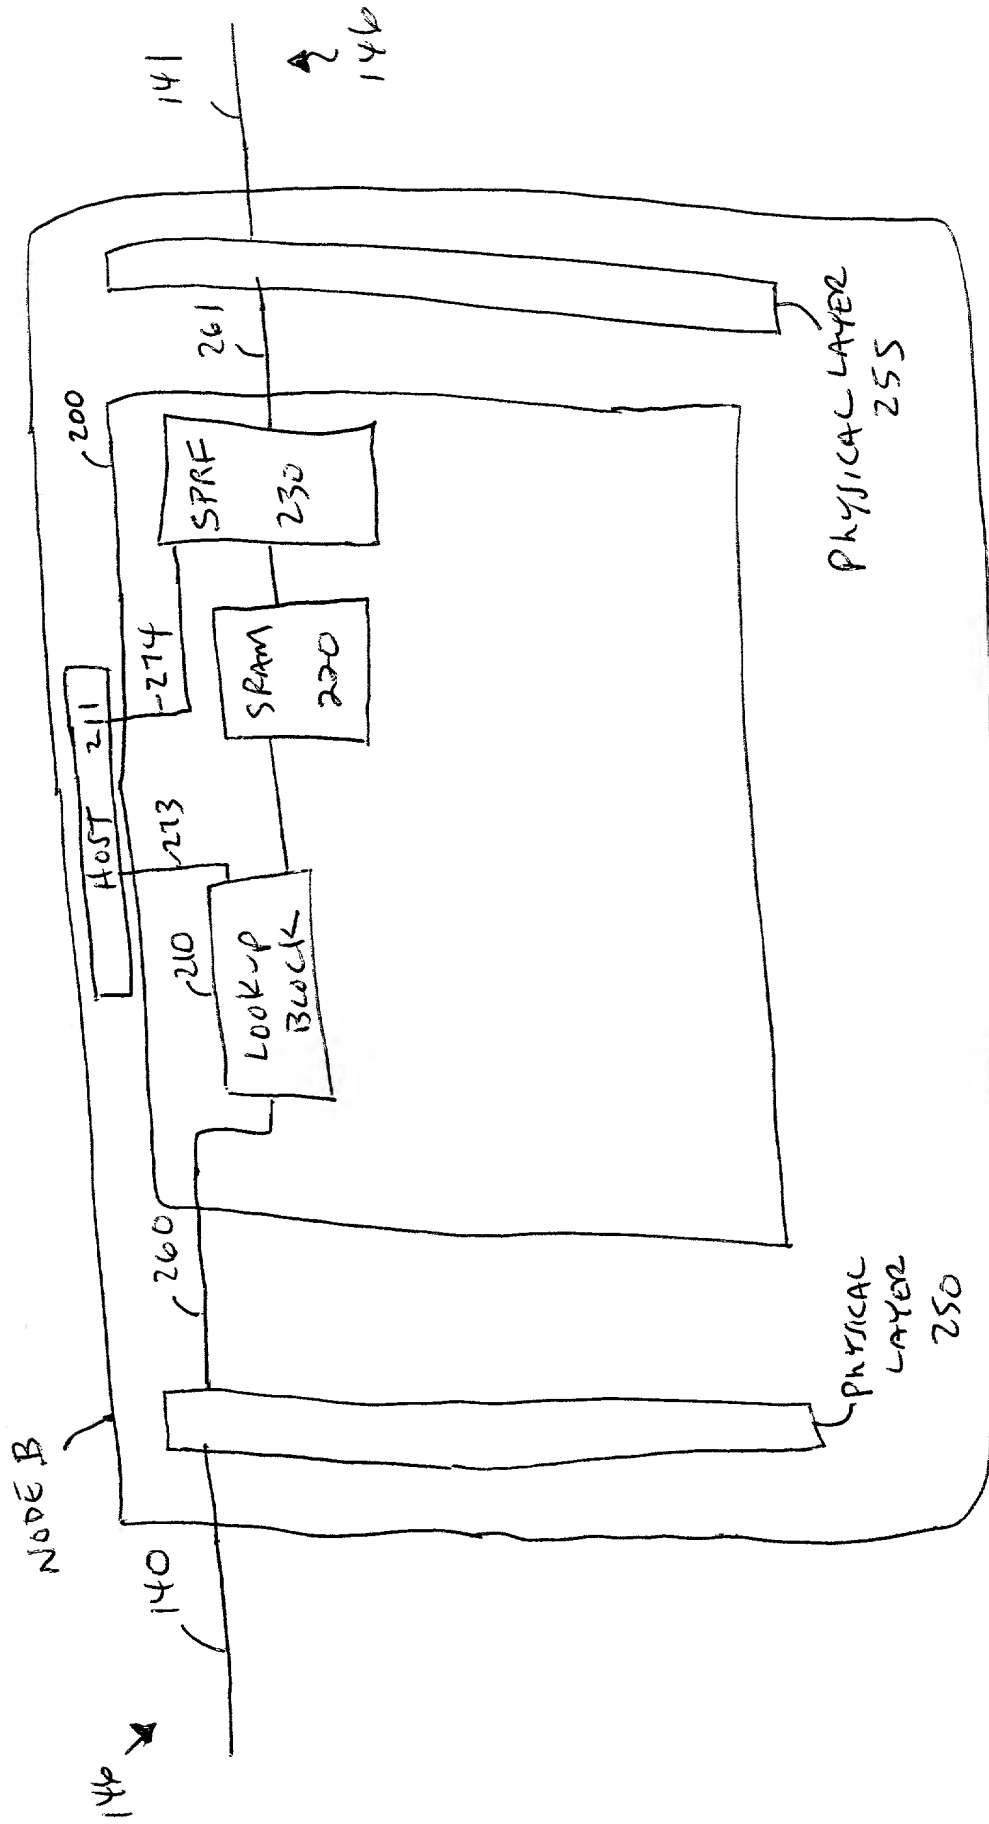 NODE B
146
140
260
HOST 211
200
210
LOOKUP
BLOCK
273
274
SRAM
220
SPRF
230
261
141
146
PHYSICAL
LAYER
250
PHYSICAL LAYER
255